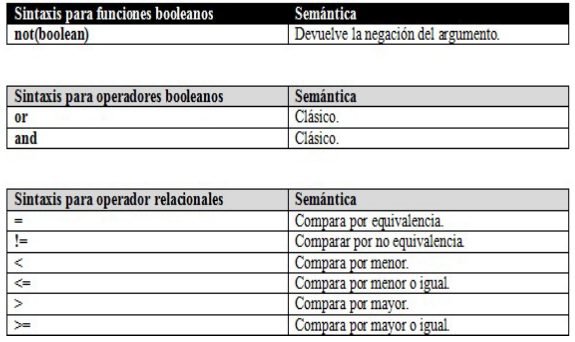 Sintaxis para funciones booleanos Semántica
not(boolean) Devuelve la negación del argumento.
Sintaxis para operadores booleanos Semántica
or Clásico.
and Clásico.
Sintaxis para operador relacionales Semántica
= Compara por equivalencia.
!= Comparar por no equivalencia.
< Compara por menor.
<= Compara por menor o igual.
> Compara por mayor.
>= Compara por mayor o igual.